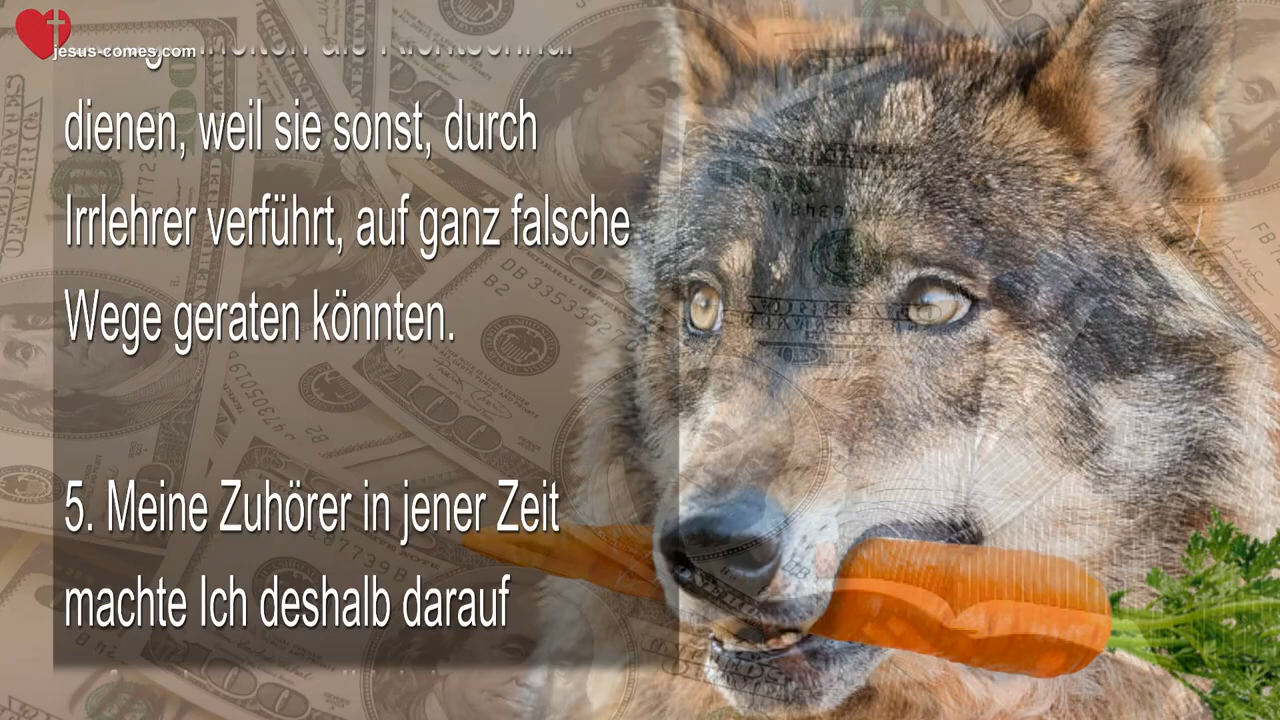 jesus-comes.com
dienen, weil sie sonst, durch
Irrlehrer verführt, auf ganz falsche
Wege geraten könnten.
5. Meine Zuhörer in jener Zeit
machte Ich deshalb darauf